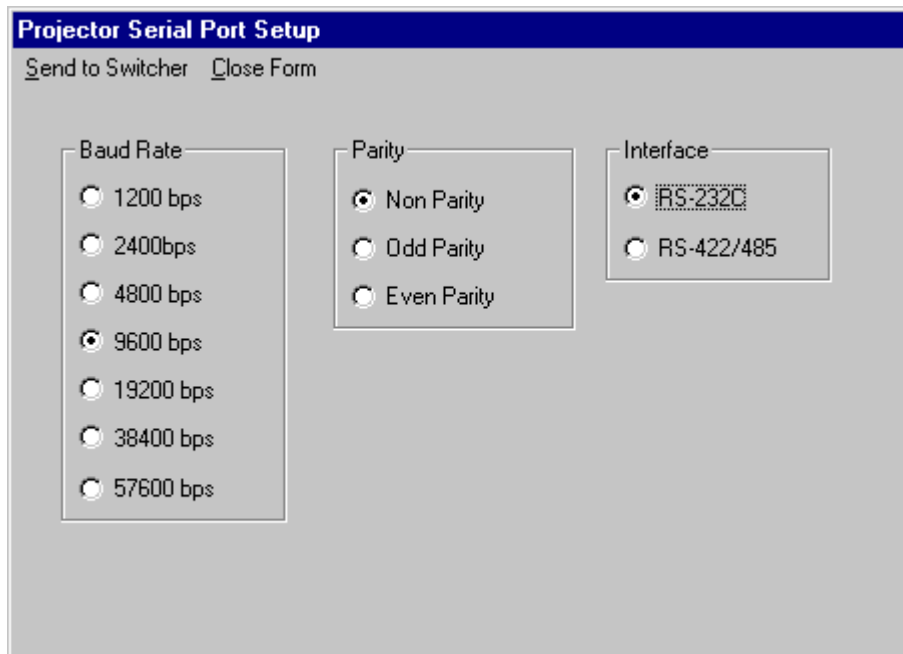 Projector Serial Port Setup
Send to Switcher Close Form
Baud Rate
1200 bps
2400bps
4800 bps
9600 bps
19200 bps
38400 bps
57600 bps
Parity
Non Parity
Odd Parity
Even Parity
Interface
RS-232C
RS-422/485